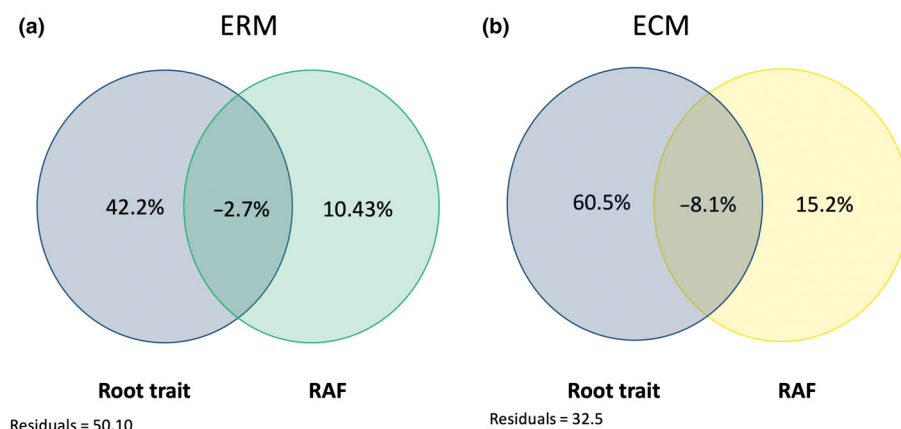 (a) ERM
42.2% −2.7% 10.43%
Root trait RAF
Residuals = 50.10
(b) ECM
60.5% −8.1% 15.2%
Root trait RAF
Residuals = 32.5